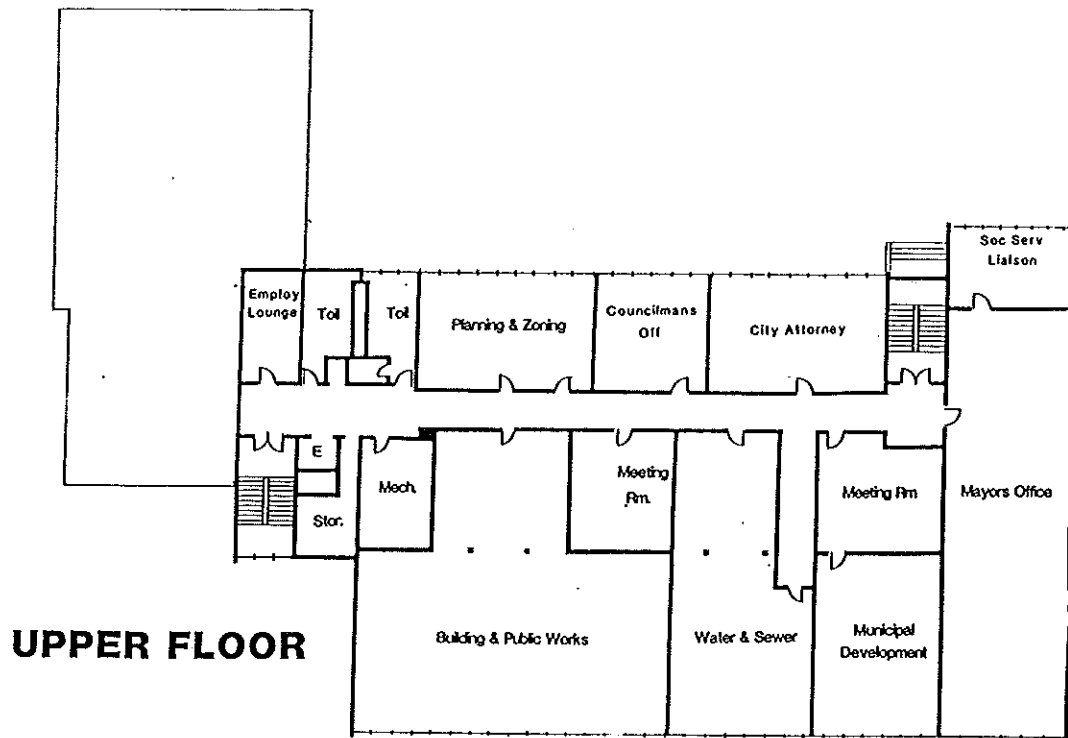 Soc Serv
Liaison
Employ
Lounge
Toil
Toil
Planning & Zoning
Councilmans
Off
City Attorney
E
Mech.
Stor.
Meeting
Rm.
Meeting Rm
Mayors Office
Building & Public Works
Water & Sewer
Municipal
Development
UPPER FLOOR